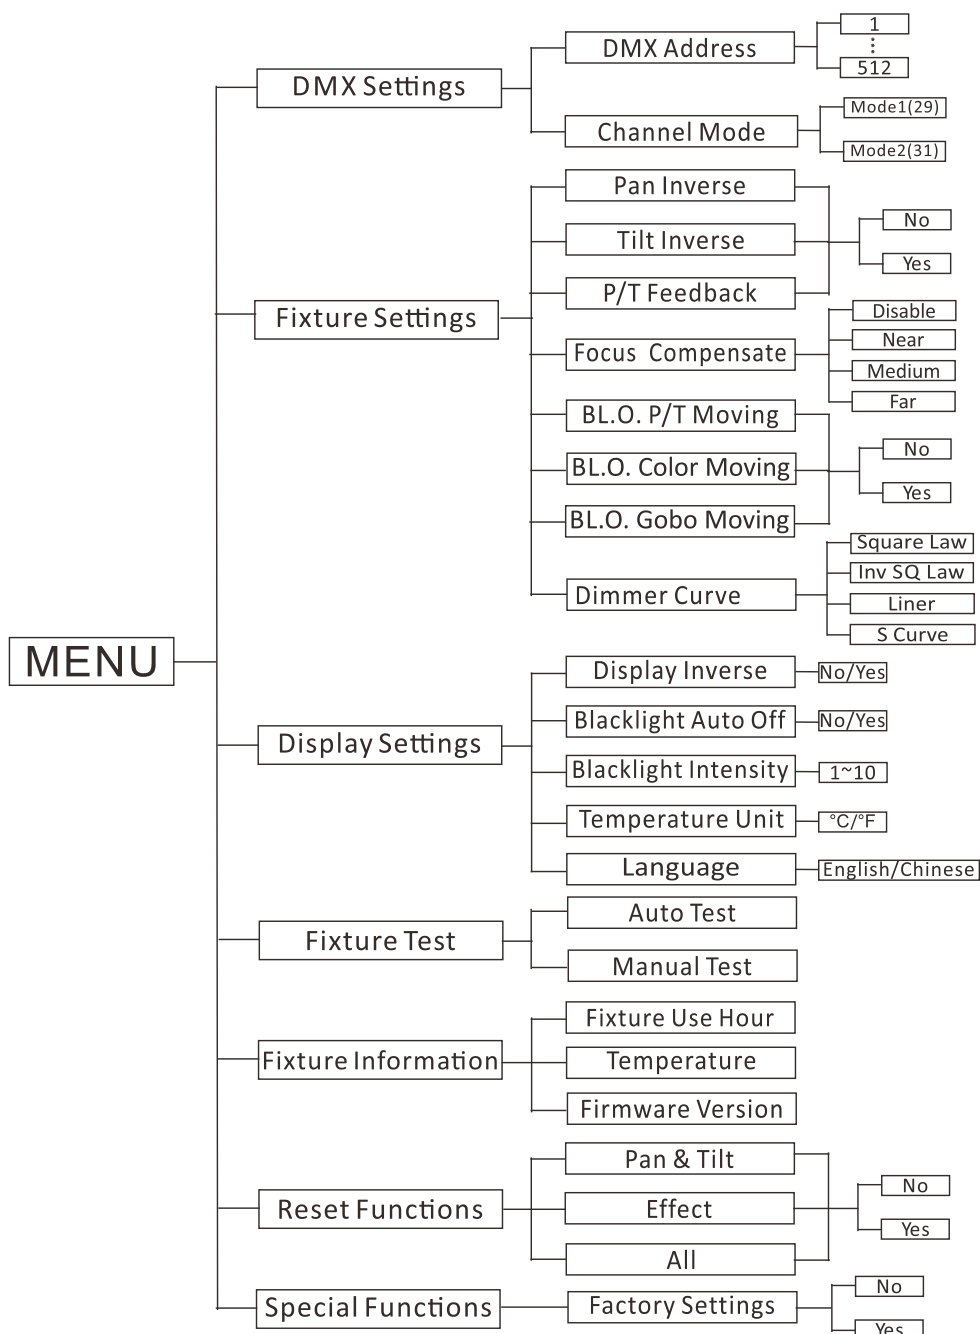 MENU
DMX Settings
DMX Address
1
512
Channel Mode
Mode1(29)
Mode2(31)
Fixture Settings
Pan Inverse
Tilt Inverse
P/T Feedback
No
Yes
Focus Compensate
Disable
Near
Medium
Far
BL.O. P/T Moving
BL.O. Color Moving
BL.O. Gobo Moving
No
Yes
Dimmer Curve
Square Law
Inv SQ Law
Liner
S Curve
Display Settings
Display Inverse
No/Yes
Blacklight Auto Off
No/Yes
Blacklight Intensity
1~10
Temperature Unit
°C/°F
Language
English/Chinese
Fixture Test
Auto Test
Manual Test
Fixture Information
Fixture Use Hour
Temperature
Firmware Version
Reset Functions
Pan & Tilt
Effect
All
No
Yes
Special Functions
Factory Settings
No
Yes